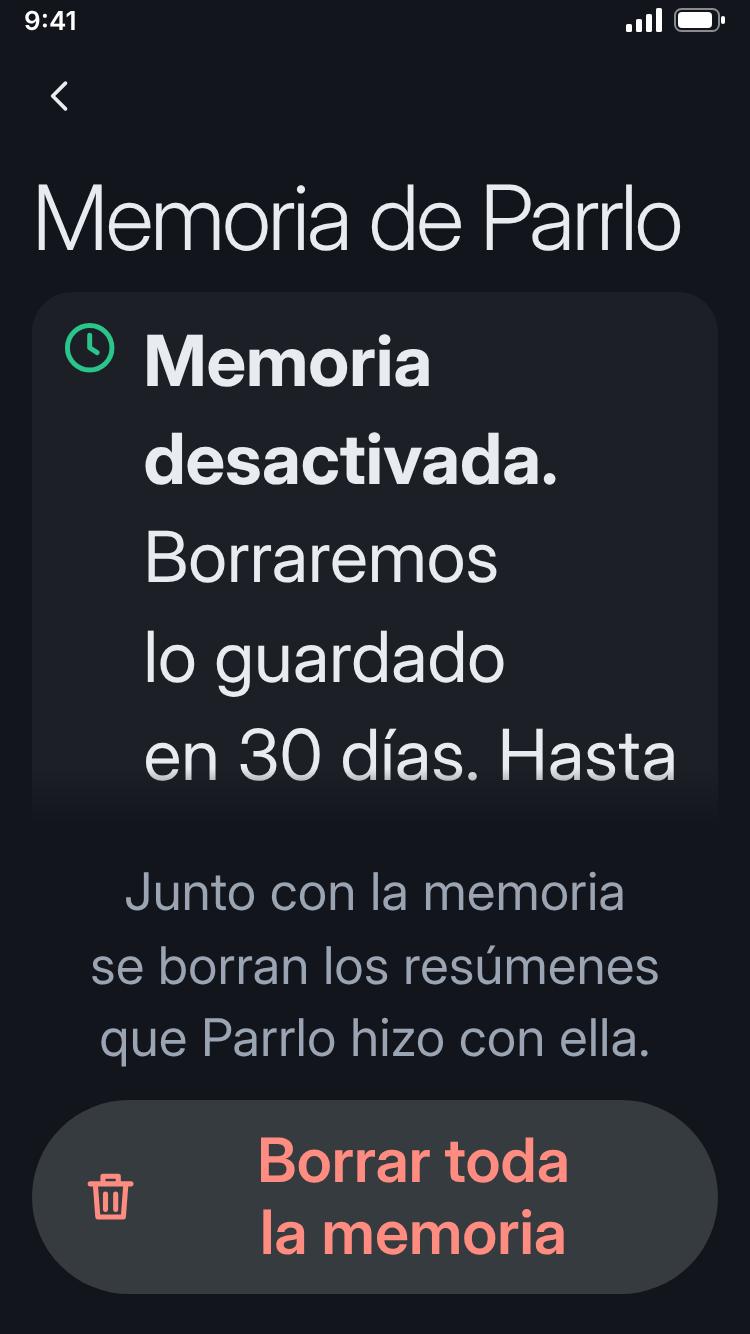 9:41
Memoria de Parrlo
Memoria
desactivada.
Borraremos
lo guardado
en 30 días. Hasta
Junto con la memoria
se borran los resúmenes
que Parrlo hizo con ella.
Borrar toda
la memoria